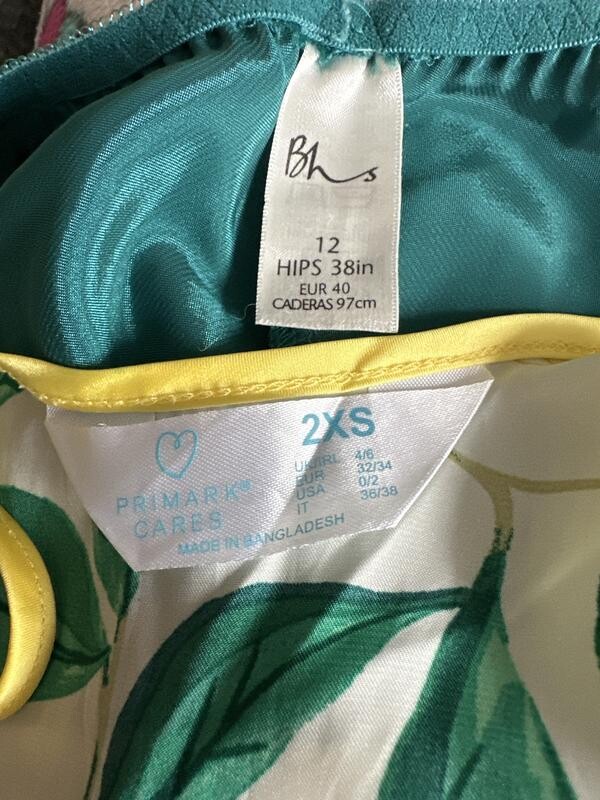 Bhs
12
HIPS 38in
EUR 40
CADERAS 97cm
2XS
UK/IRL 4/6
EUR 32/34
USA 0/2
IT 36/38
PRIMARK®
CARES
MADE IN BANGLADESH